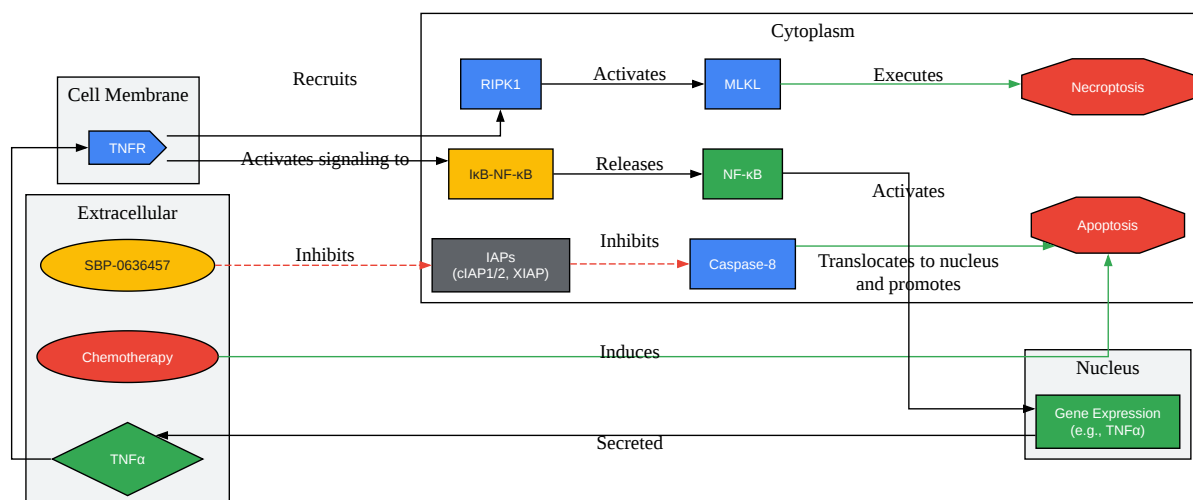 Cytoplasm
Recruits
RIPK1
Activates
MLKL
Executes
Necroptosis
Cell Membrane
TNFR
Activates signaling to
IκB-NF-κB
Releases
NF-κB
Activates
Extracellular
SBP-0636457
Inhibits
IAPs
(cIAP1/2, XIAP)
Inhibits
Caspase-8
Apoptosis
Translocates to nucleus
and promotes
Chemotherapy
Induces
Nucleus
Gene Expression
(e.g., TNFα)
TNFα
Secreted